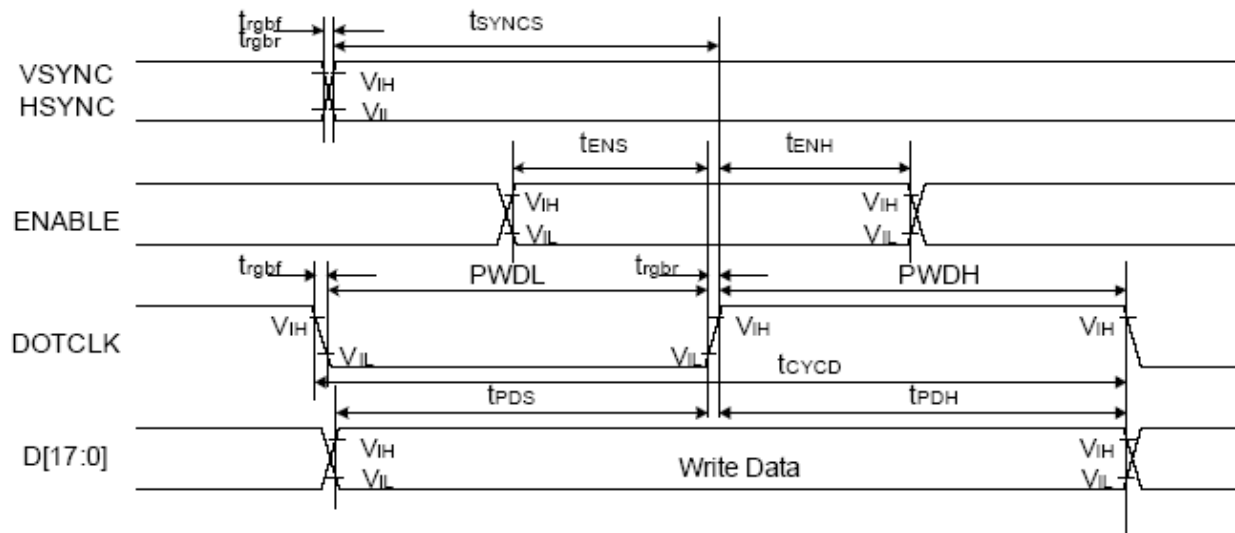 trgbf
trgbr
tSYNCS
VSYNC
HSYNC
VIH
VIL
tENS
tENH
ENABLE
VIH
VIL
VIH
VIL
trgbf
PWDL
trgbr
PWDH
DOTCLK
VIH
VIL
VIL
VIH
VIH
tCYCD
tPDS
tPDH
D[17:0]
VIH
VIL
Write Data
VIH
VIL